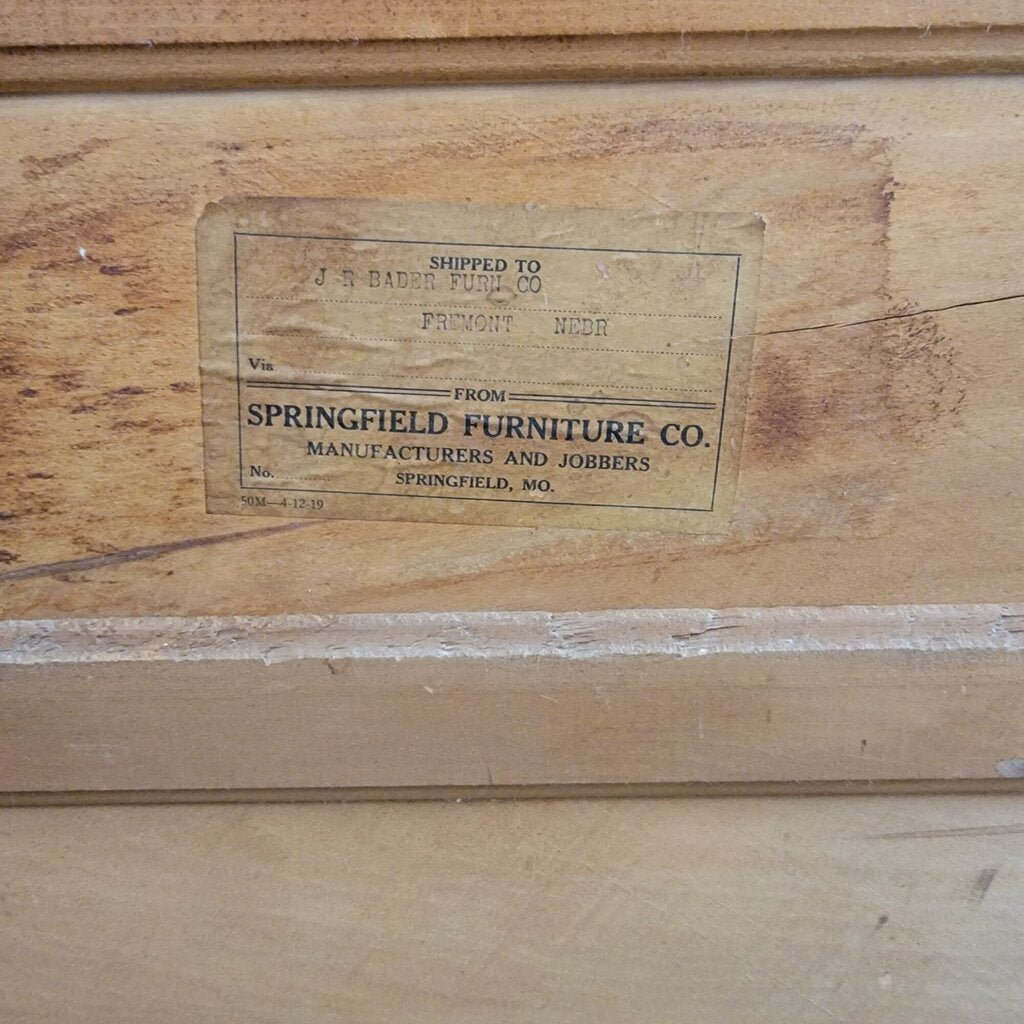 SHIPPED TO
J R BADER FURN CO
FREMONT NEBR
Via
FROM
SPRINGFIELD FURNITURE CO.
MANUFACTURERS AND JOBBERS
No. SPRINGFIELD, MO.
50M—4-12-19